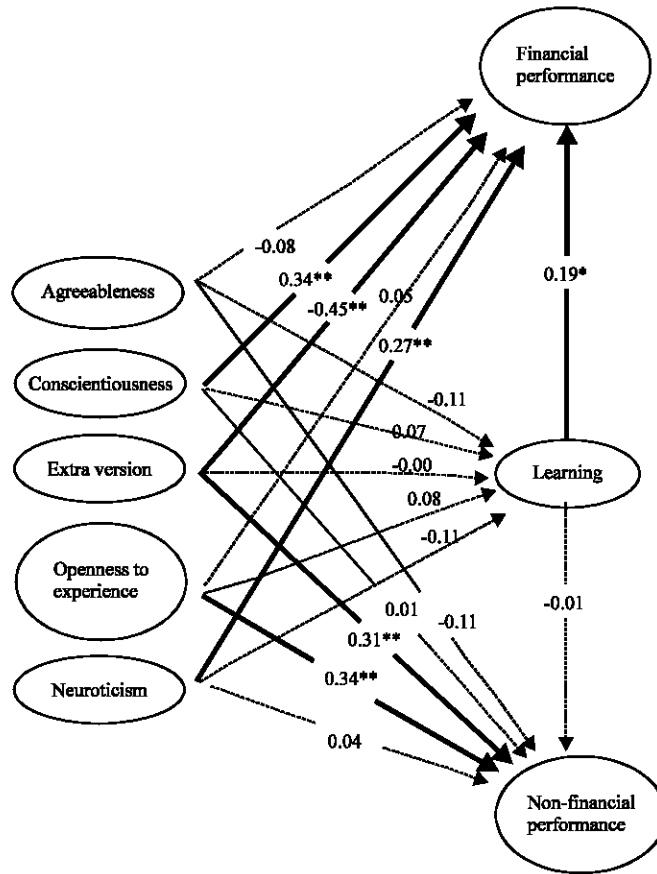 Financial
performance
-0.08
0.34**
-0.45**
0.05
0.19*
Agreeableness
0.27**
Conscientiousness
-0.11
0.07
Extra version
-0.00
Learning
0.08
-0.11
Openness to
experience
0.01
-0.11
-0.01
0.31**
Neuroticism
0.34**
0.04
Non-financial
performance